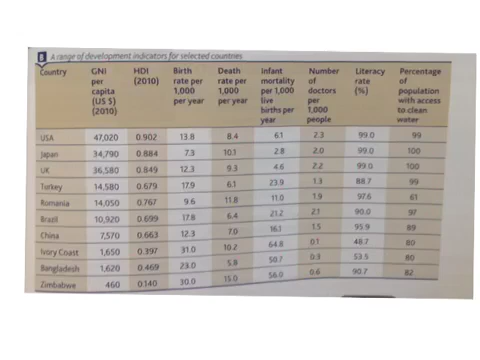 B A range of development indicators for selected countries
Country GNI per capita (US $) (2010) HDI (2010) Birth rate per 1,000 per year Death rate per 1,000 per year Infant mortality per 1,000 live births per year Number of doctors per 1,000 people Literacy rate (%) Percentage of population with access to clean water
USA 47,020 0.902 13.8 8.4 6.1 2.3 99.0 99
Japan 34,790 0.884 7.3 10.1 2.8 2.0 99.0 100
UK 36,580 0.849 12.3 9.3 4.6 2.2 99.0 100
Turkey 14,580 0.679 17.9 6.1 23.9 1.3 88.7 99
Romania 14,050 0.767 9.6 11.8 11.0 1.9 97.6 61
Brazil 10,920 0.699 17.8 6.4 21.2 2.1 90.0 97
China 7,570 0.663 12.3 7.0 16.1 1.5 95.9 89
Ivory Coast 1,650 0.397 31.0 10.2 64.8 0.1 48.7 80
Bangladesh 1,620 0.469 23.0 5.8 50.7 0.3 53.5 80
Zimbabwe 460 0.140 30.0 15.0 56.0 0.6 90.7 82